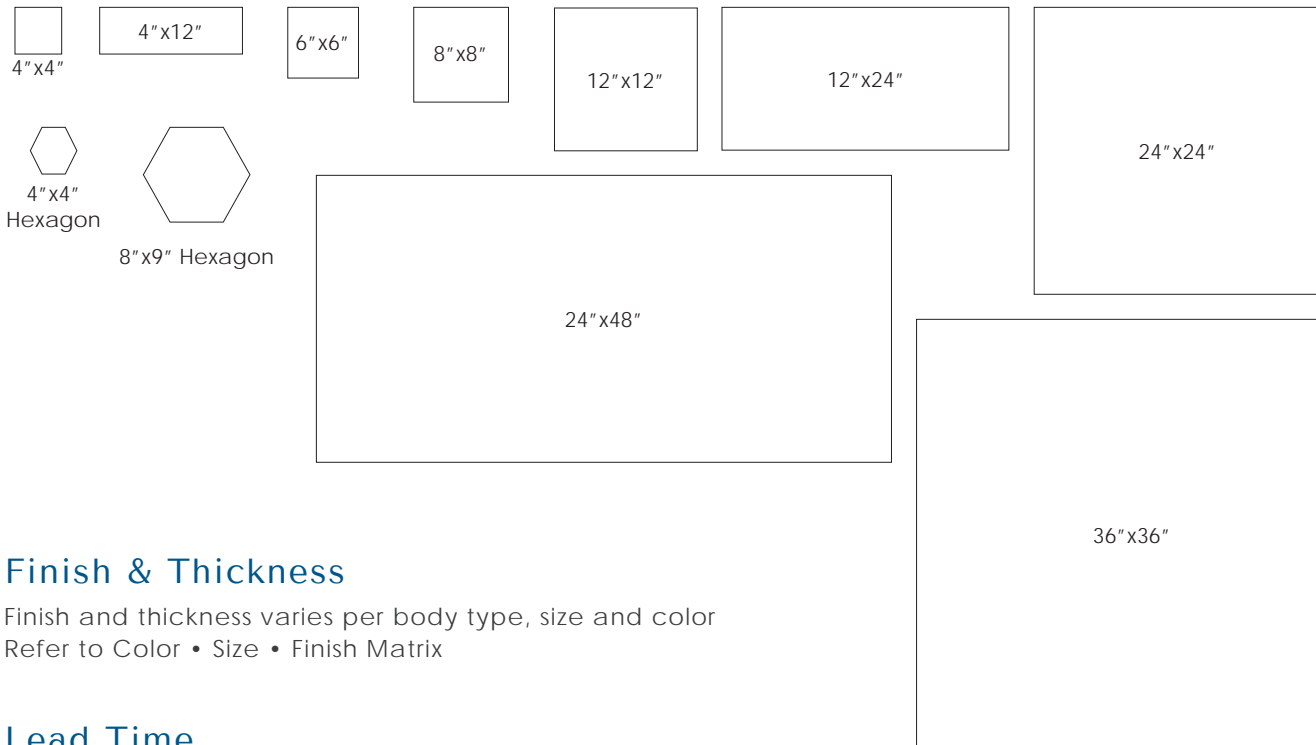 4"x4"
4"x12"
6"x6"
8"x8"
12"x12"
12"x24"
24"x24"
4"x4"
Hexagon
8"x9" Hexagon
24"x48"
36"x36"
Finish & Thickness
Finish and thickness varies per body type, size and color
Refer to Color • Size • Finish Matrix
Lead Time